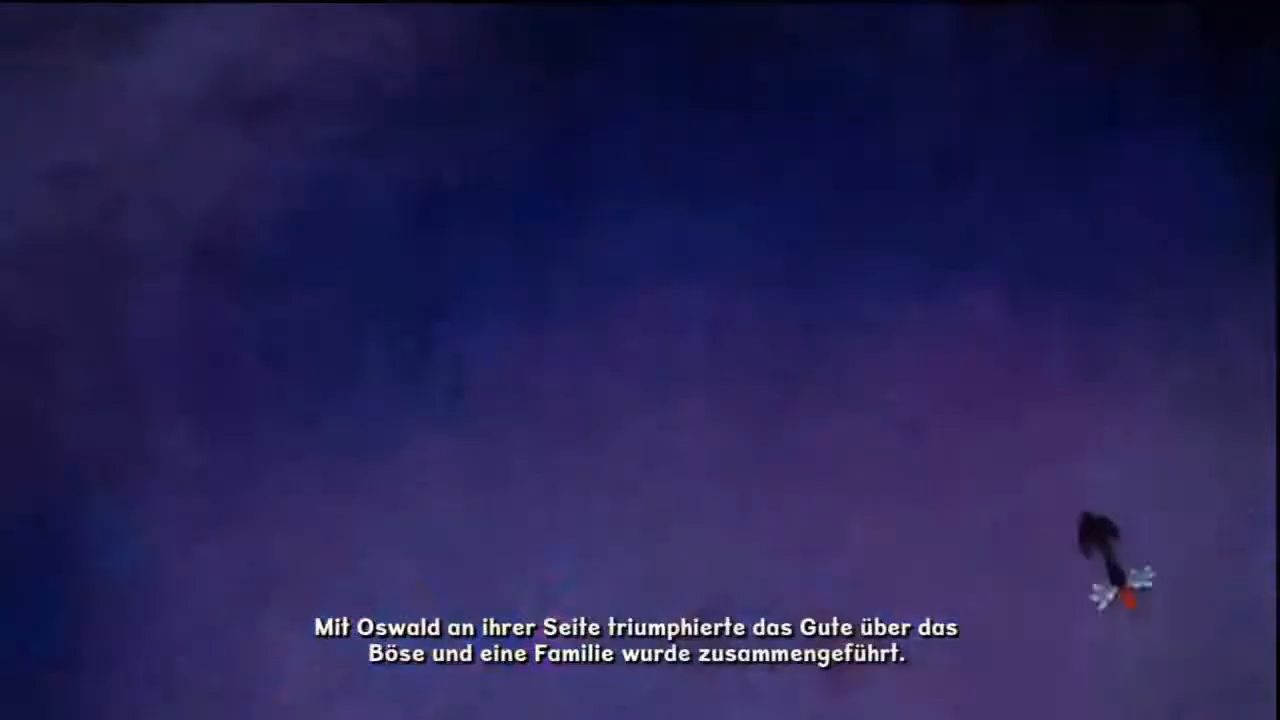 Mit Oswald an ihrer Seite triumphierte das Gute über das
Böse und eine Familie wurde zusammengeführt.